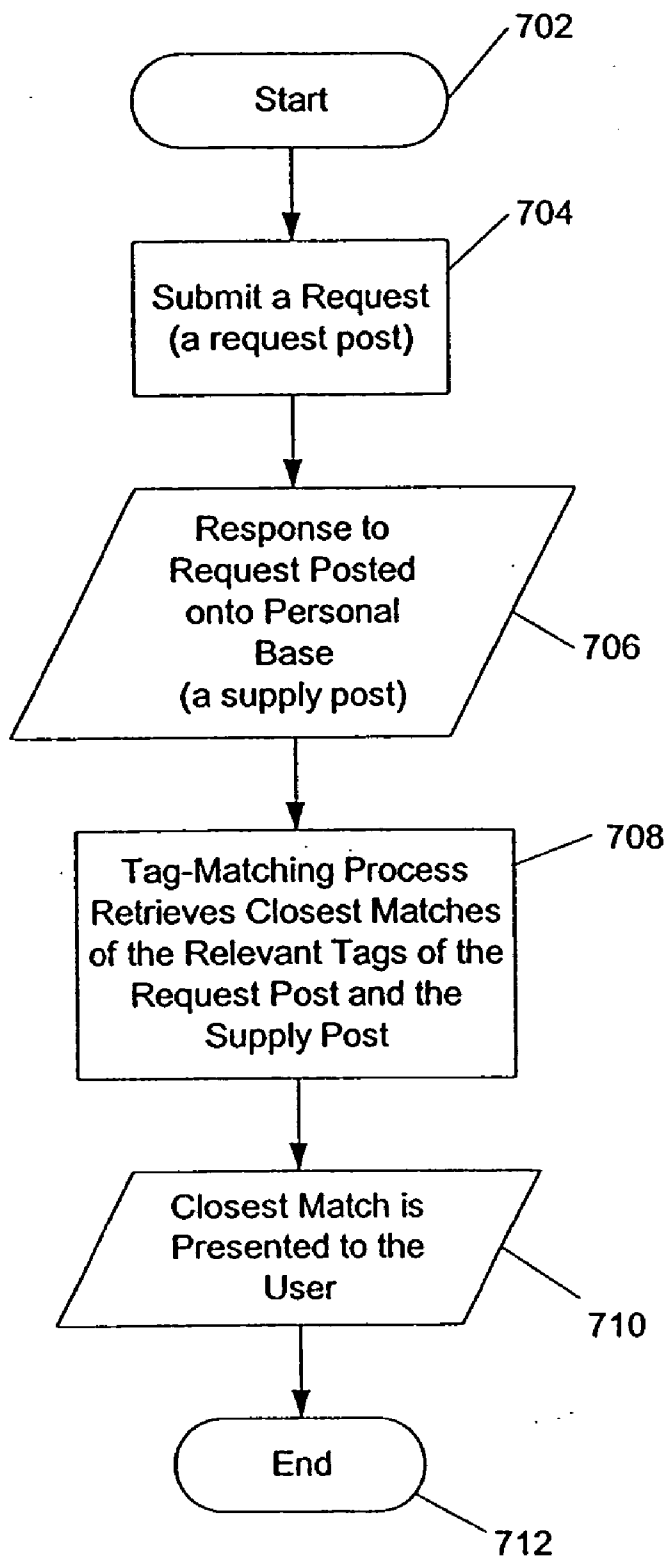 702
Start
704
Submit a Request
(a request post)
Response to
Request Posted
onto Personal
Base
(a supply post)
706
708
Tag-Matching Process
Retrieves Closest Matches
of the Relevant Tags of the
Request Post and the
Supply Post
Closest Match is
Presented to the
User
710
End
712